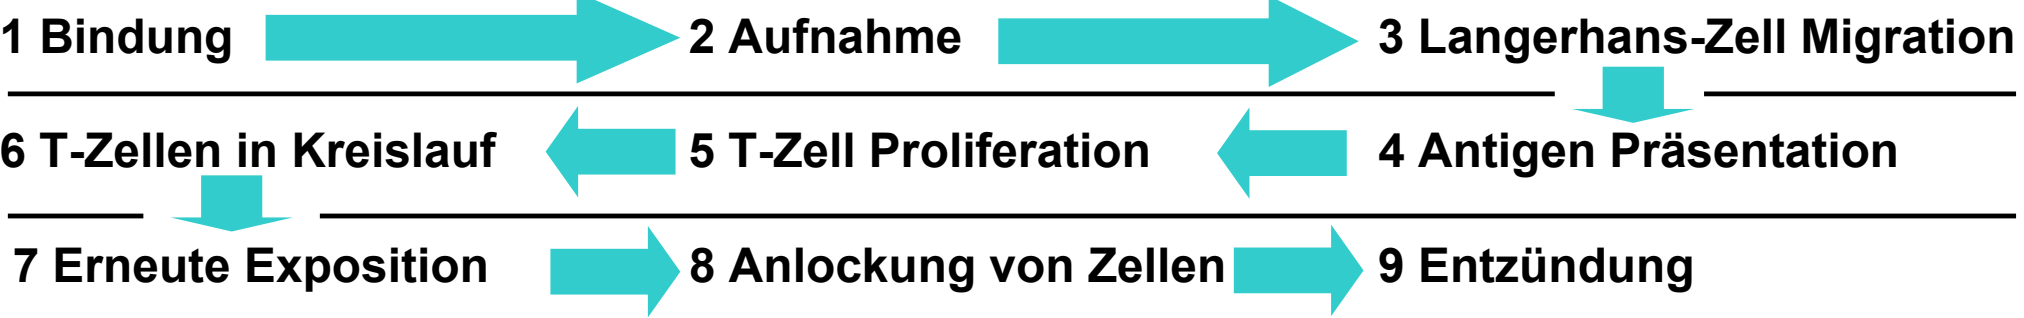 1 Bindung 2 Aufnahme 3 Langerhans-Zell Migration
6 T-Zellen in Kreislauf 5 T-Zell Proliferation 4 Antigen Präsentation
7 Erneute Exposition 8 Anlockung von Zellen 9 Entzündung